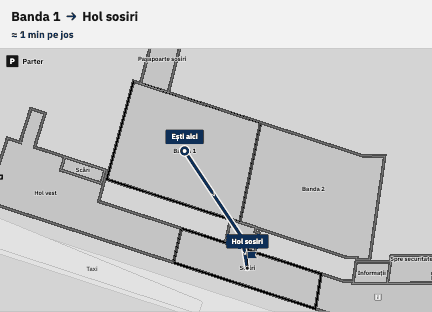 Banda 1 → Hol sosiri
≈ 1 min pe jos
P Parter
Pașapoarte sosiri
Ești aici
Scări
Banda 2
Hol vest
Hol sosiri
Taxi
Informații
Spre securitate